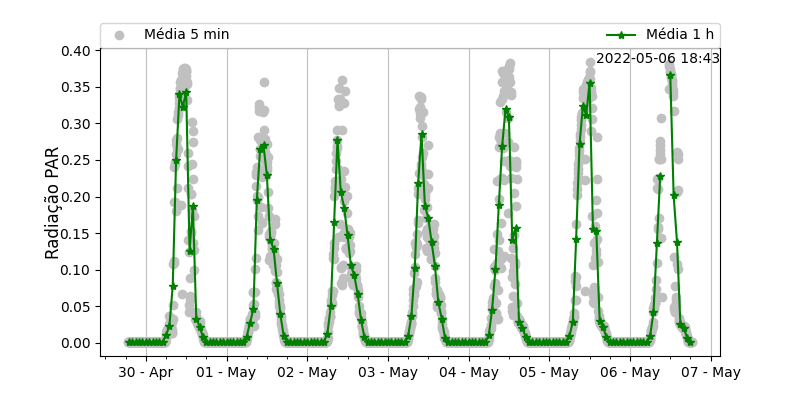 Média 5 min
Média 1 h
2022-05-06 18:43
Radiação PAR
0.40
0.35
0.30
0.25
0.20
0.15
0.10
0.05
0.00
30 - Apr
01 - May
02 - May
03 - May
04 - May
05 - May
06 - May
07 - May